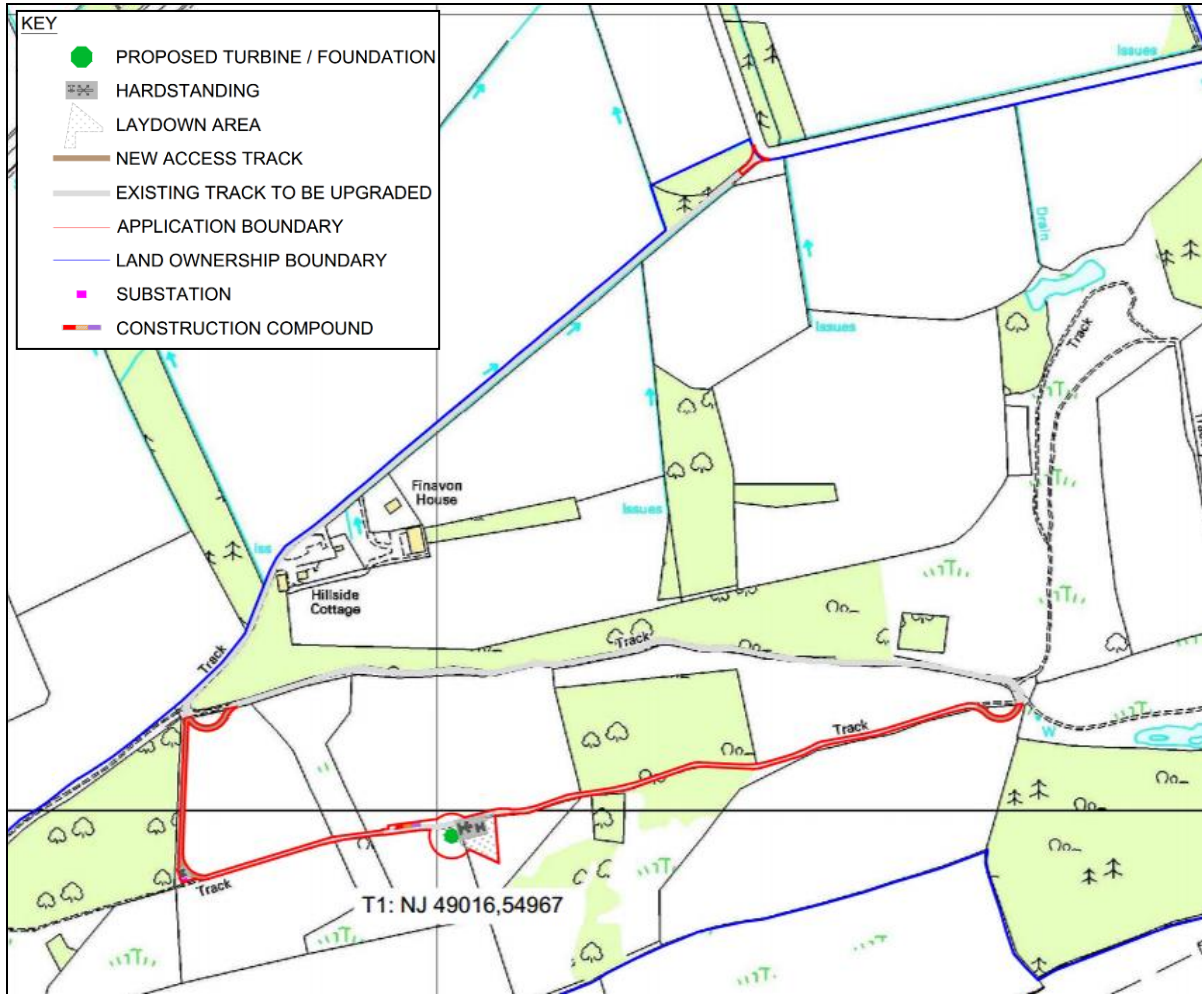 KEY
PROPOSED TURBINE / FOUNDATION
HARDSTANDING
LAYDOWN AREA
NEW ACCESS TRACK
EXISTING TRACK TO BE UPGRADED
APPLICATION BOUNDARY
LAND OWNERSHIP BOUNDARY
SUBSTATION
CONSTRUCTION COMPOUND
Issues
Drain
Issues
Track
Finavon
House
Issues
Iss
Hillside
Cottage
Track
Track
Track
W
Track
T1: NJ 49016,54967